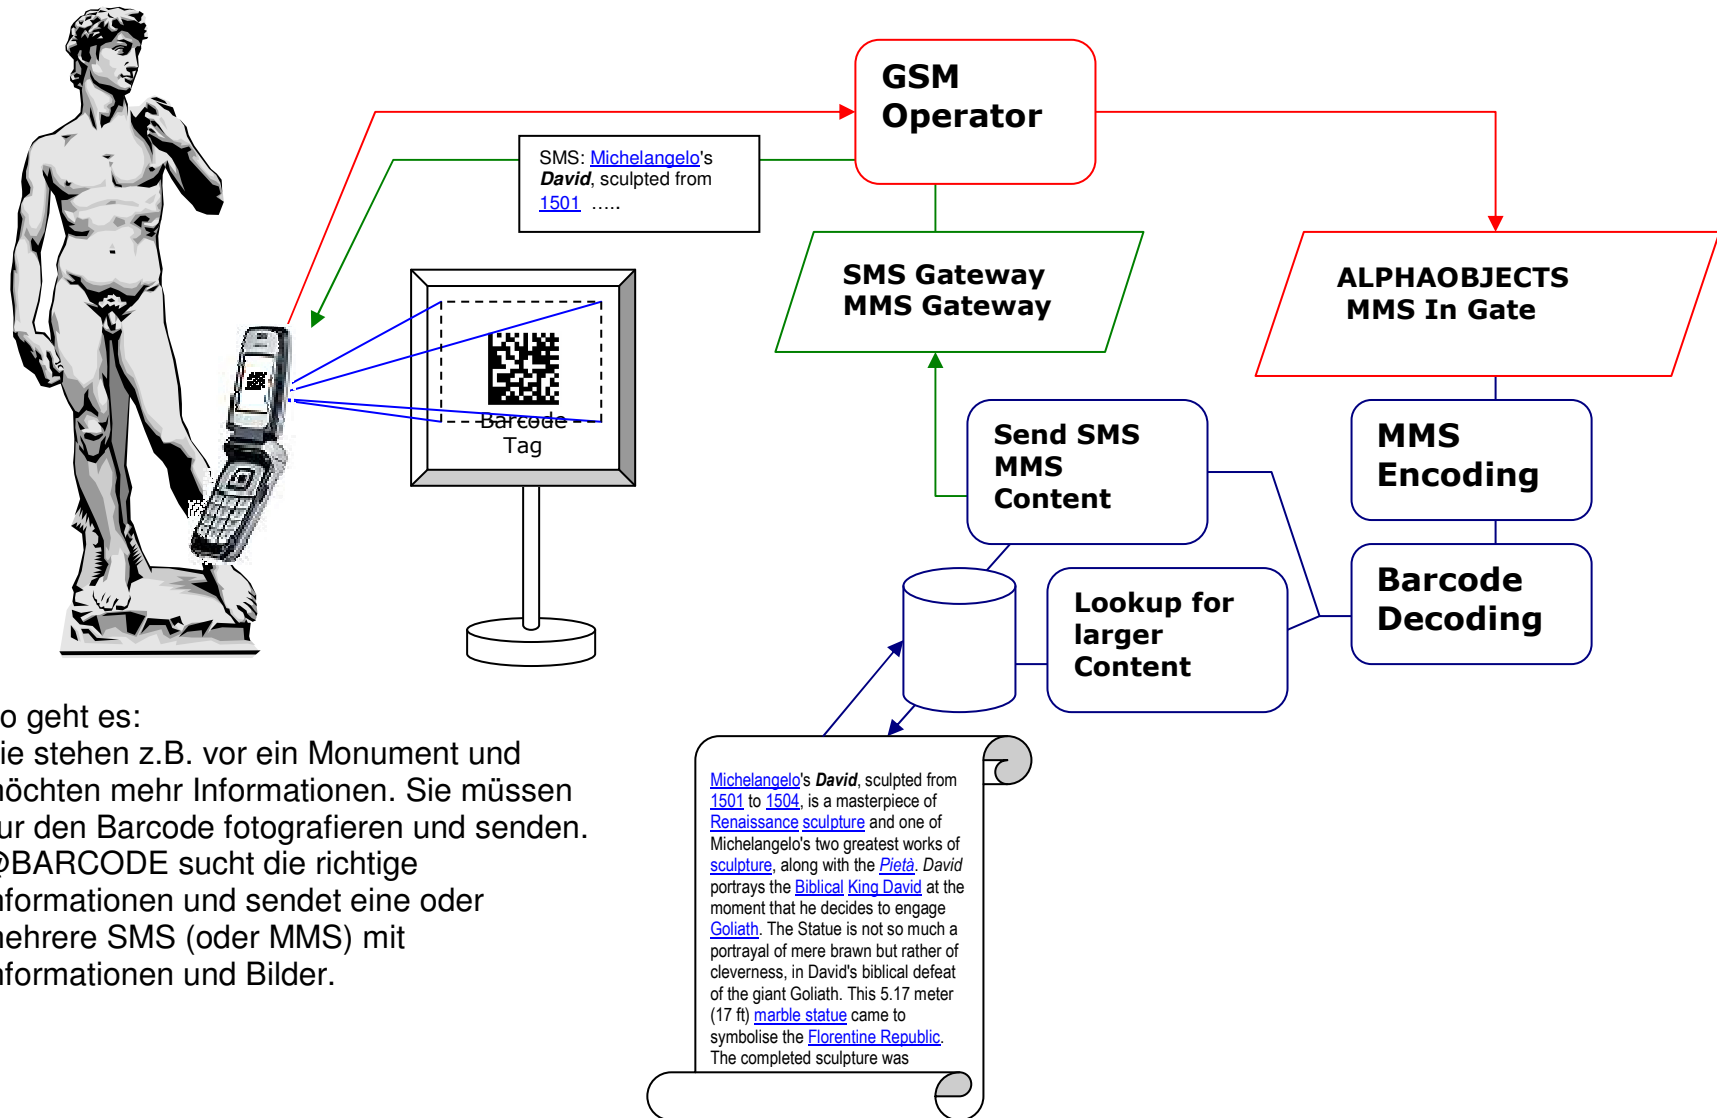 GSM
Operator
SMS: Michelangelo's
David, sculpted from
1501 …..
SMS Gateway
MMS Gateway
ALPHAOBJECTS
MMS In Gate
Barcode
Tag
Send SMS
MMS
Content
MMS
Encoding
Lookup for
larger
Content
Barcode
Decoding
o geht es:
ie stehen z.B. vor ein Monument und
möchten mehr Informationen. Sie müssen
ur den Barcode fotografieren und senden.
@BARCODE sucht die richtige
nformationen und sendet eine oder
mehrere SMS (oder MMS) mit
nformationen und Bilder.
Michelangelo's David, sculpted from
1501 to 1504, is a masterpiece of
Renaissance sculpture and one of
Michelangelo's two greatest works of
sculpture, along with the Pietà. David
portrays the Biblical King David at the
moment that he decides to engage
Goliath. The Statue is not so much a
portrayal of mere brawn but rather of
cleverness, in David's biblical defeat
of the giant Goliath. This 5.17 meter
(17 ft) marble statue came to
symbolise the Florentine Republic.
The completed sculpture was